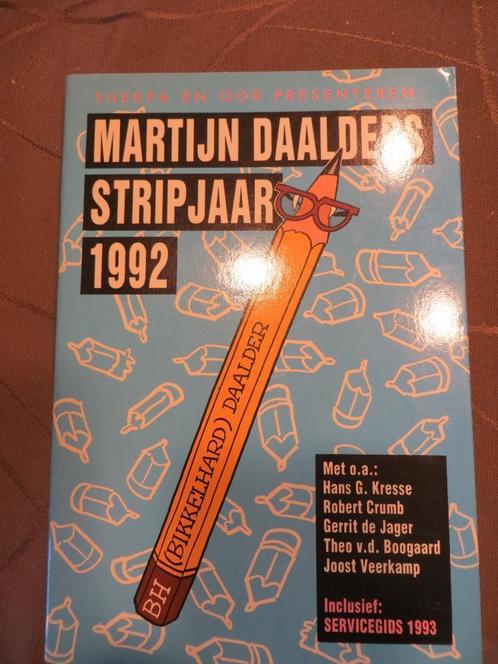 SHERPA EN OOR PRESENTEREN:
MARTIJN DAALDERS
STRIPJAAR
1992
BH (BIKKELHARD) DAALDER
Met o.a.:
Hans G. Kresse
Robert Crumb
Gerrit de Jager
Theo v.d. Boogaard
Joost Veerkamp
Inclusief:
SERVICEGIDS 1993